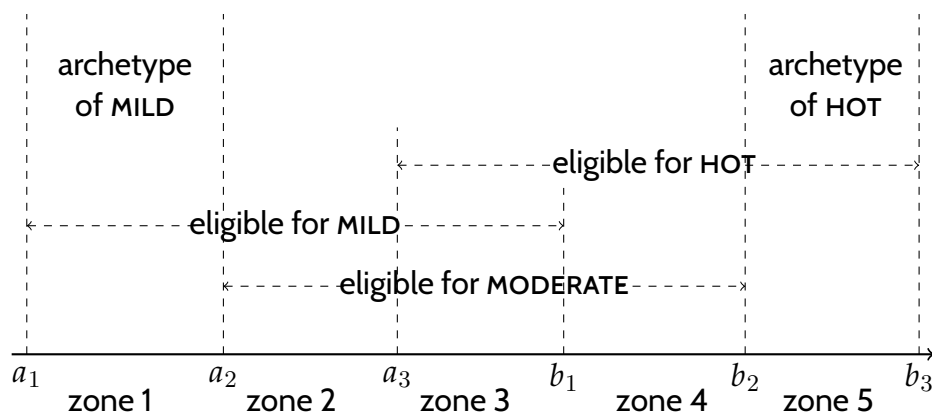 archetype
of MILD
archetype
of HOT
eligible for HOT
eligible for MILD
eligible for MODERATE
a₁ a₂ a₃ b₁ b₂ b₃
zone 1 zone 2 zone 3 zone 4 zone 5